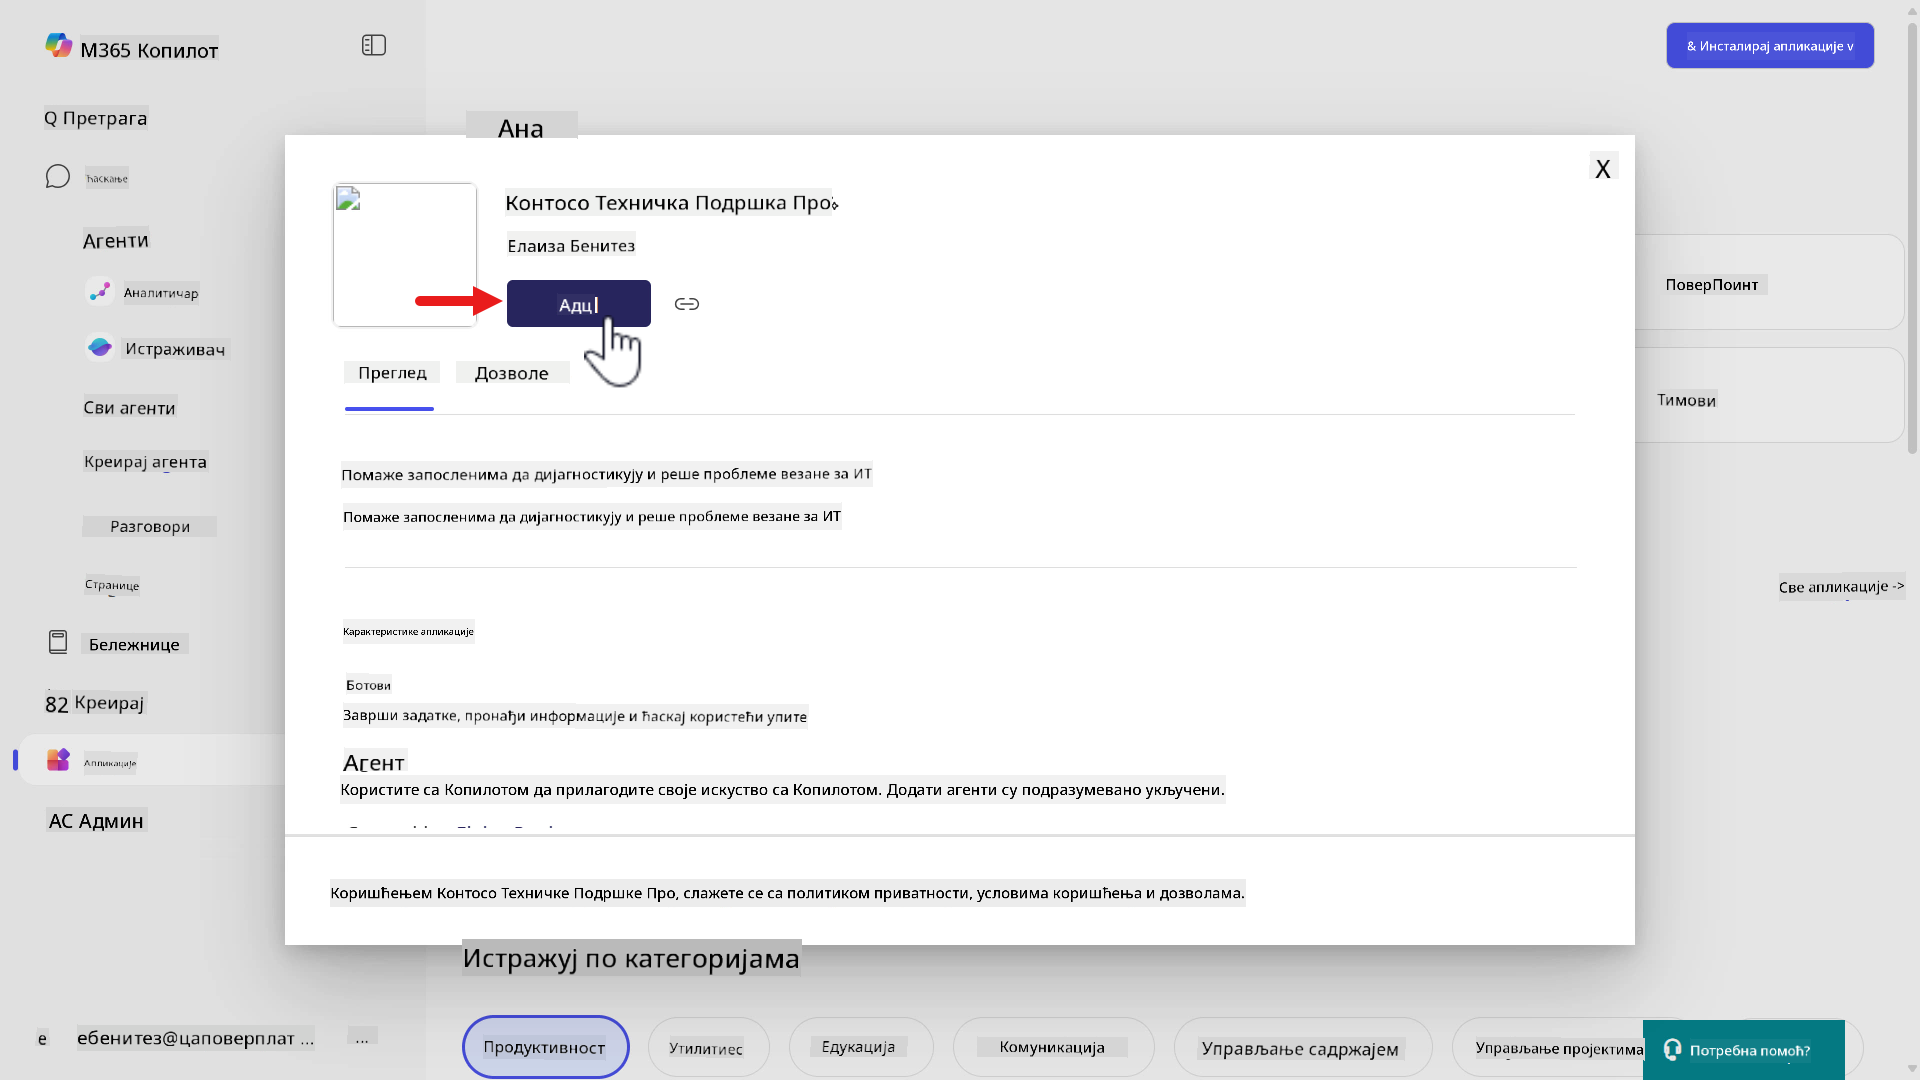 М365 Копилот
& Инсталирај апликације v
Q Претрага
Ана
Ћаскање
X
Контосо Техничка Подршка Про
Агенти
Елаиза Бенитез
Аналитичар
ПоверПоинт
Адц
Истраживач
Преглед
Дозволе
Сви агенти
Тимови
Креирај агента
Помаже запосленима да дијагностикују и реше проблеме везане за ИТ
Помаже запосленима да дијагностикују и реше проблеме везане за ИТ
Разговори
Странице
Све апликације ->
Карактеристике апликације
Бележнице
Ботови
82 Креирај
Заврши задатке, пронађи информације и ћаскај користећи упите
Апликације
Агент
Користите са Копилотом да прилагодите своје искуство са Копилотом. Додати агенти су подразумевано укључени.
АС Админ
Коришћењем Контосо Техничке Подршке Про, слажете се са политиком приватности, условима коришћења и дозволама.
Истражуј по категоријама
е ебенитез@цаповерплат ... ...
Продуктивност
Утилитиес
Едукација
Комуникација
Управљање садржајем
Управљање пројектима
Потребна помоћ?